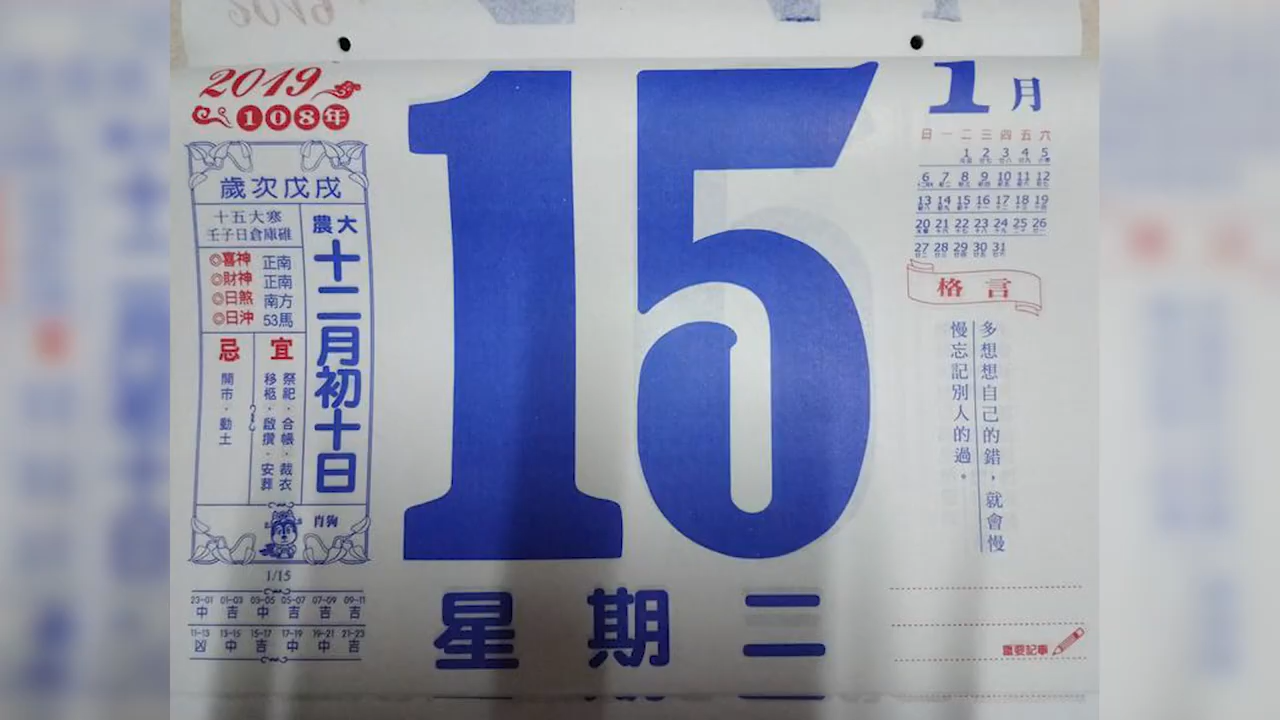 2019
108年
歲次戊戌
十五大寒
壬子日倉庫碓
◎喜神 正南
◎財神 正南
◎日煞 南方
◎日沖 53馬
農大
十二月初十日
宜
祭祀．合帳．裁衣
移柩．啟攢．安葬
忌
開市．動土
肖狗
1/15
23-01 01-03 03-05 05-07 07-09 09-11
中 吉 中 吉 吉 吉
11-13 13-15 15-17 17-19 19-21 21-23
凶 中 吉 中 中 吉
15
星期二
1月
日 一 二 三 四 五 六
1 2 3 4 5
6 7 8 9 10 11 12
13 14 15 16 17 18 19
20 21 22 23 24 25 26
27 28 29 30 31
格言
多想想自己的錯，就會慢
慢忘記別人的過。
重要記事